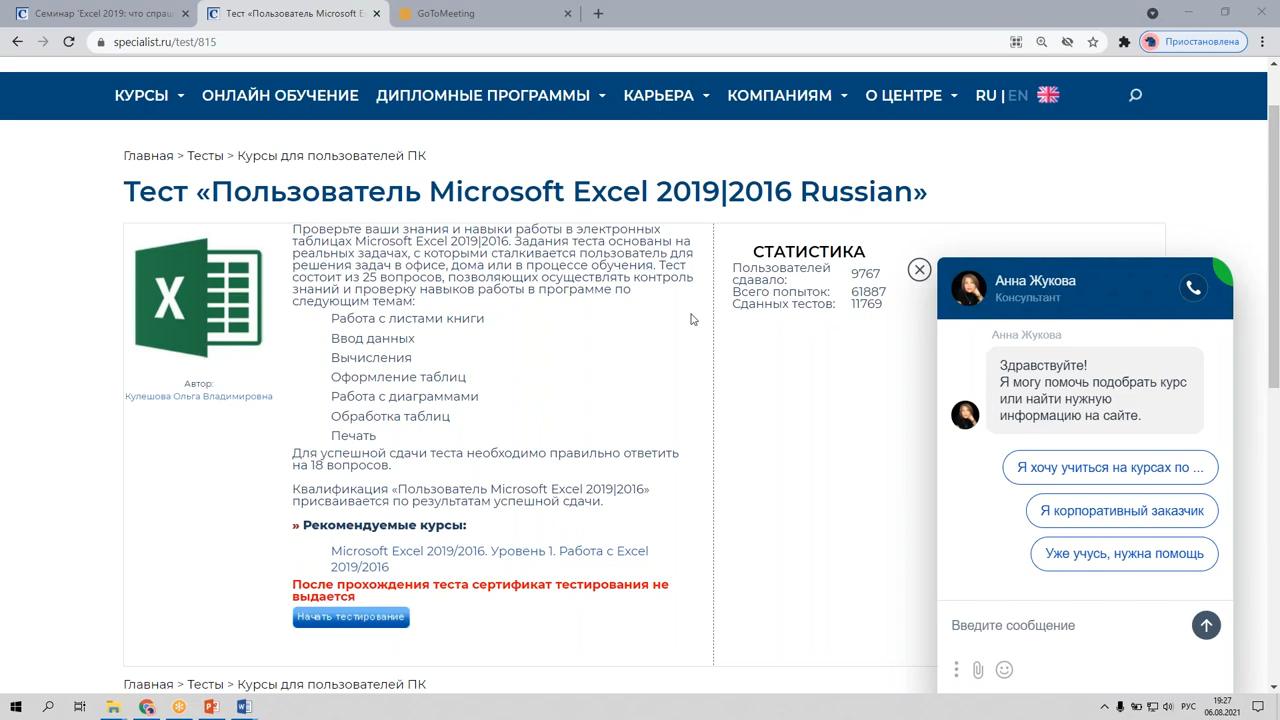 Семинар 'Excel 2019: что спраш
Тест «Пользователь Microsoft E
GoToMeeting
specialist.ru/test/815
Приостановлена
КУРСЫ
ОНЛАЙН ОБУЧЕНИЕ
ДИПЛОМНЫЕ ПРОГРАММЫ
КАРЬЕРА
КОМПАНИЯМ
О ЦЕНТРЕ
RU | EN
Главная > Тесты > Курсы для пользователей ПК
Тест «Пользователь Microsoft Excel 2019|2016 Russian»
X
Автор:
Кулешова Ольга Владимировна
Проверьте ваши знания и навыки работы в электронных
таблицах Microsoft Excel 2019|2016. Задания теста основаны на
реальных задачах, с которыми сталкивается пользователь для
решения задач в офисе, дома или в процессе обучения. Тест
состоит из 25 вопросов, позволяющих осуществлять контроль
знаний и проверку навыков работы в программе по
следующим темам:
Работа с листами книги
Ввод данных
Вычисления
Оформление таблиц
Работа с диаграммами
Обработка таблиц
Печать
Для успешной сдачи теста необходимо правильно ответить
на 18 вопросов.
Квалификация «Пользователь Microsoft Excel 2019|2016»
присваивается по результатам успешной сдачи.
» Рекомендуемые курсы:
Microsoft Excel 2019/2016. Уровень 1. Работа с Excel
2019/2016
После прохождения теста сертификат тестирования не
выдается
Начать тестирование
СТАТИСТИКА
Пользователей
сдавало: 9767
Всего попыток: 61887
Сданных тестов: 11769
Анна Жукова
Консультант
Анна Жукова
Здравствуйте!
Я могу помочь подобрать курс
или найти нужную
информацию на сайте.
Я хочу учиться на курсах по ...
Я корпоративный заказчик
Уже учусь, нужна помощь
Введите сообщение
Главная > Тесты > Курсы для пользователей ПК
РУС
19:27
06.08.2021